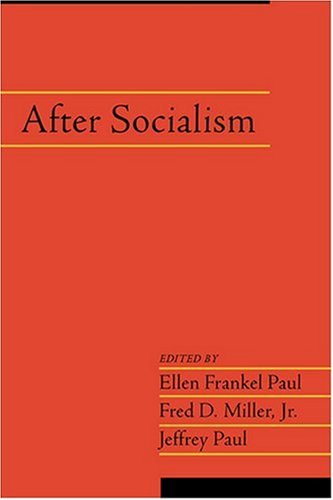 After Socialism
EDITED BY
Ellen Frankel Paul
Fred D. Miller, Jr.
Jeffrey Paul